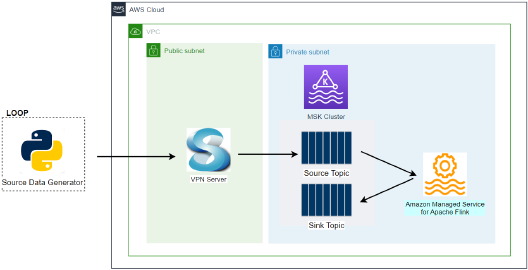 aws
AWS Cloud
VPC
Public subnet
Private subnet
K
MSK Cluster
LOOP
Source Data Generator
VPN Server
Source Topic
Sink Topic
Amazon Managed Service
for Apache Flink